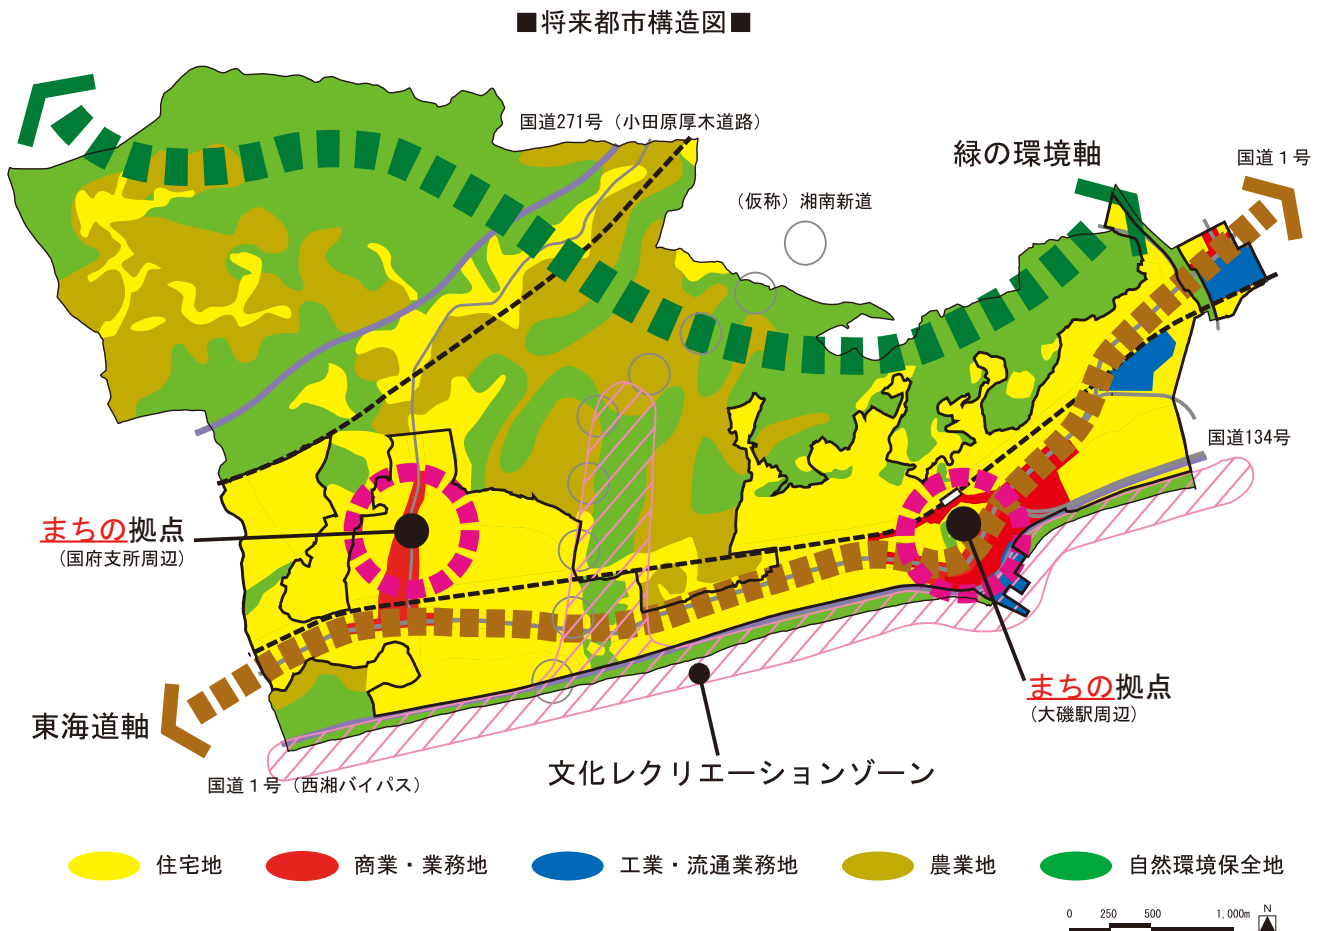 ■将来都市構造図■
国道271号（小田原厚木道路）
緑の環境軸
国道１号
（仮称）湘南新道
国道134号
まちの拠点
（国府支所周辺）
まちの拠点
（大磯駅周辺）
東海道軸
国道１号（西湘バイパス）
文化レクリエーションゾーン
住宅地
商業・業務地
工業・流通業務地
農業地
自然環境保全地
0 250 500 1,000m
N